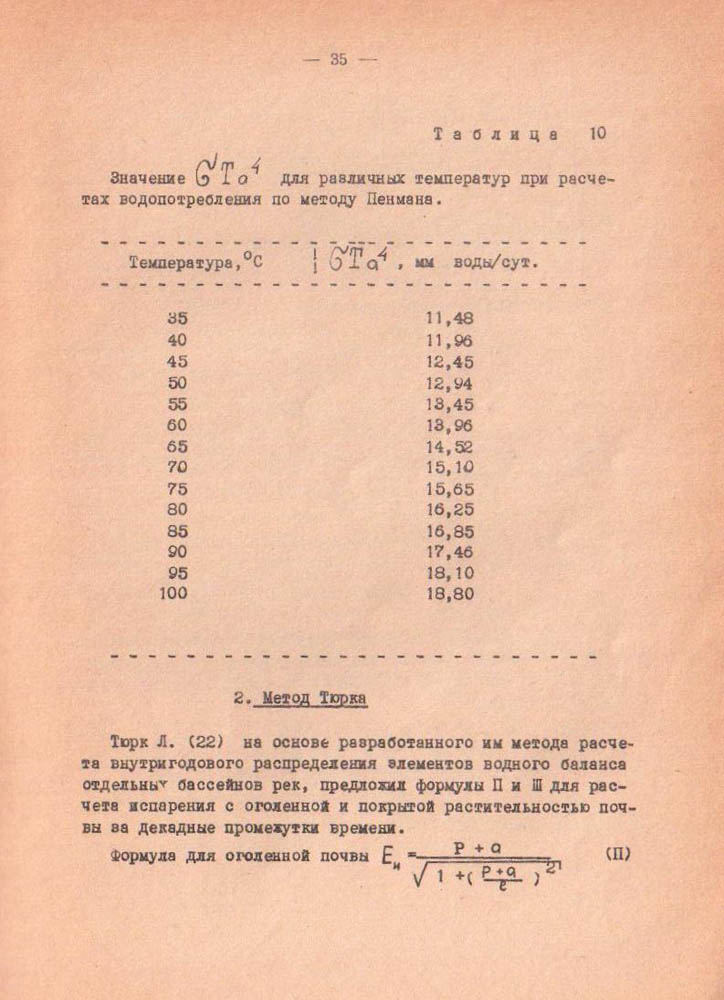 — 35 —
Таблица 10
Значение σTa⁴ для различных температур при расче-
тах водопотребления по методу Пенмана.
Температура,°С | σTa⁴, мм воды/сут.
35 11,48
40 11,96
45 12,45
50 12,94
55 13,45
60 13,96
65 14,52
70 15,10
75 15,65
80 16,25
85 16,85
90 17,46
95 18,10
100 18,80
2. Метод Тюрка
Тюрк Л. (22) на основе разработанного им метода расче-
та внутригодового распределения элементов водного баланса
отдельных бассейнов рек, предложил формулы П и Ш для рас-
чета испарения с оголенной и покрытой растительностью поч-
вы за декадные промежутки времени.
Формула для оголенной почвы Eи = P + a / √(1 + (P + a / e)²) (П)